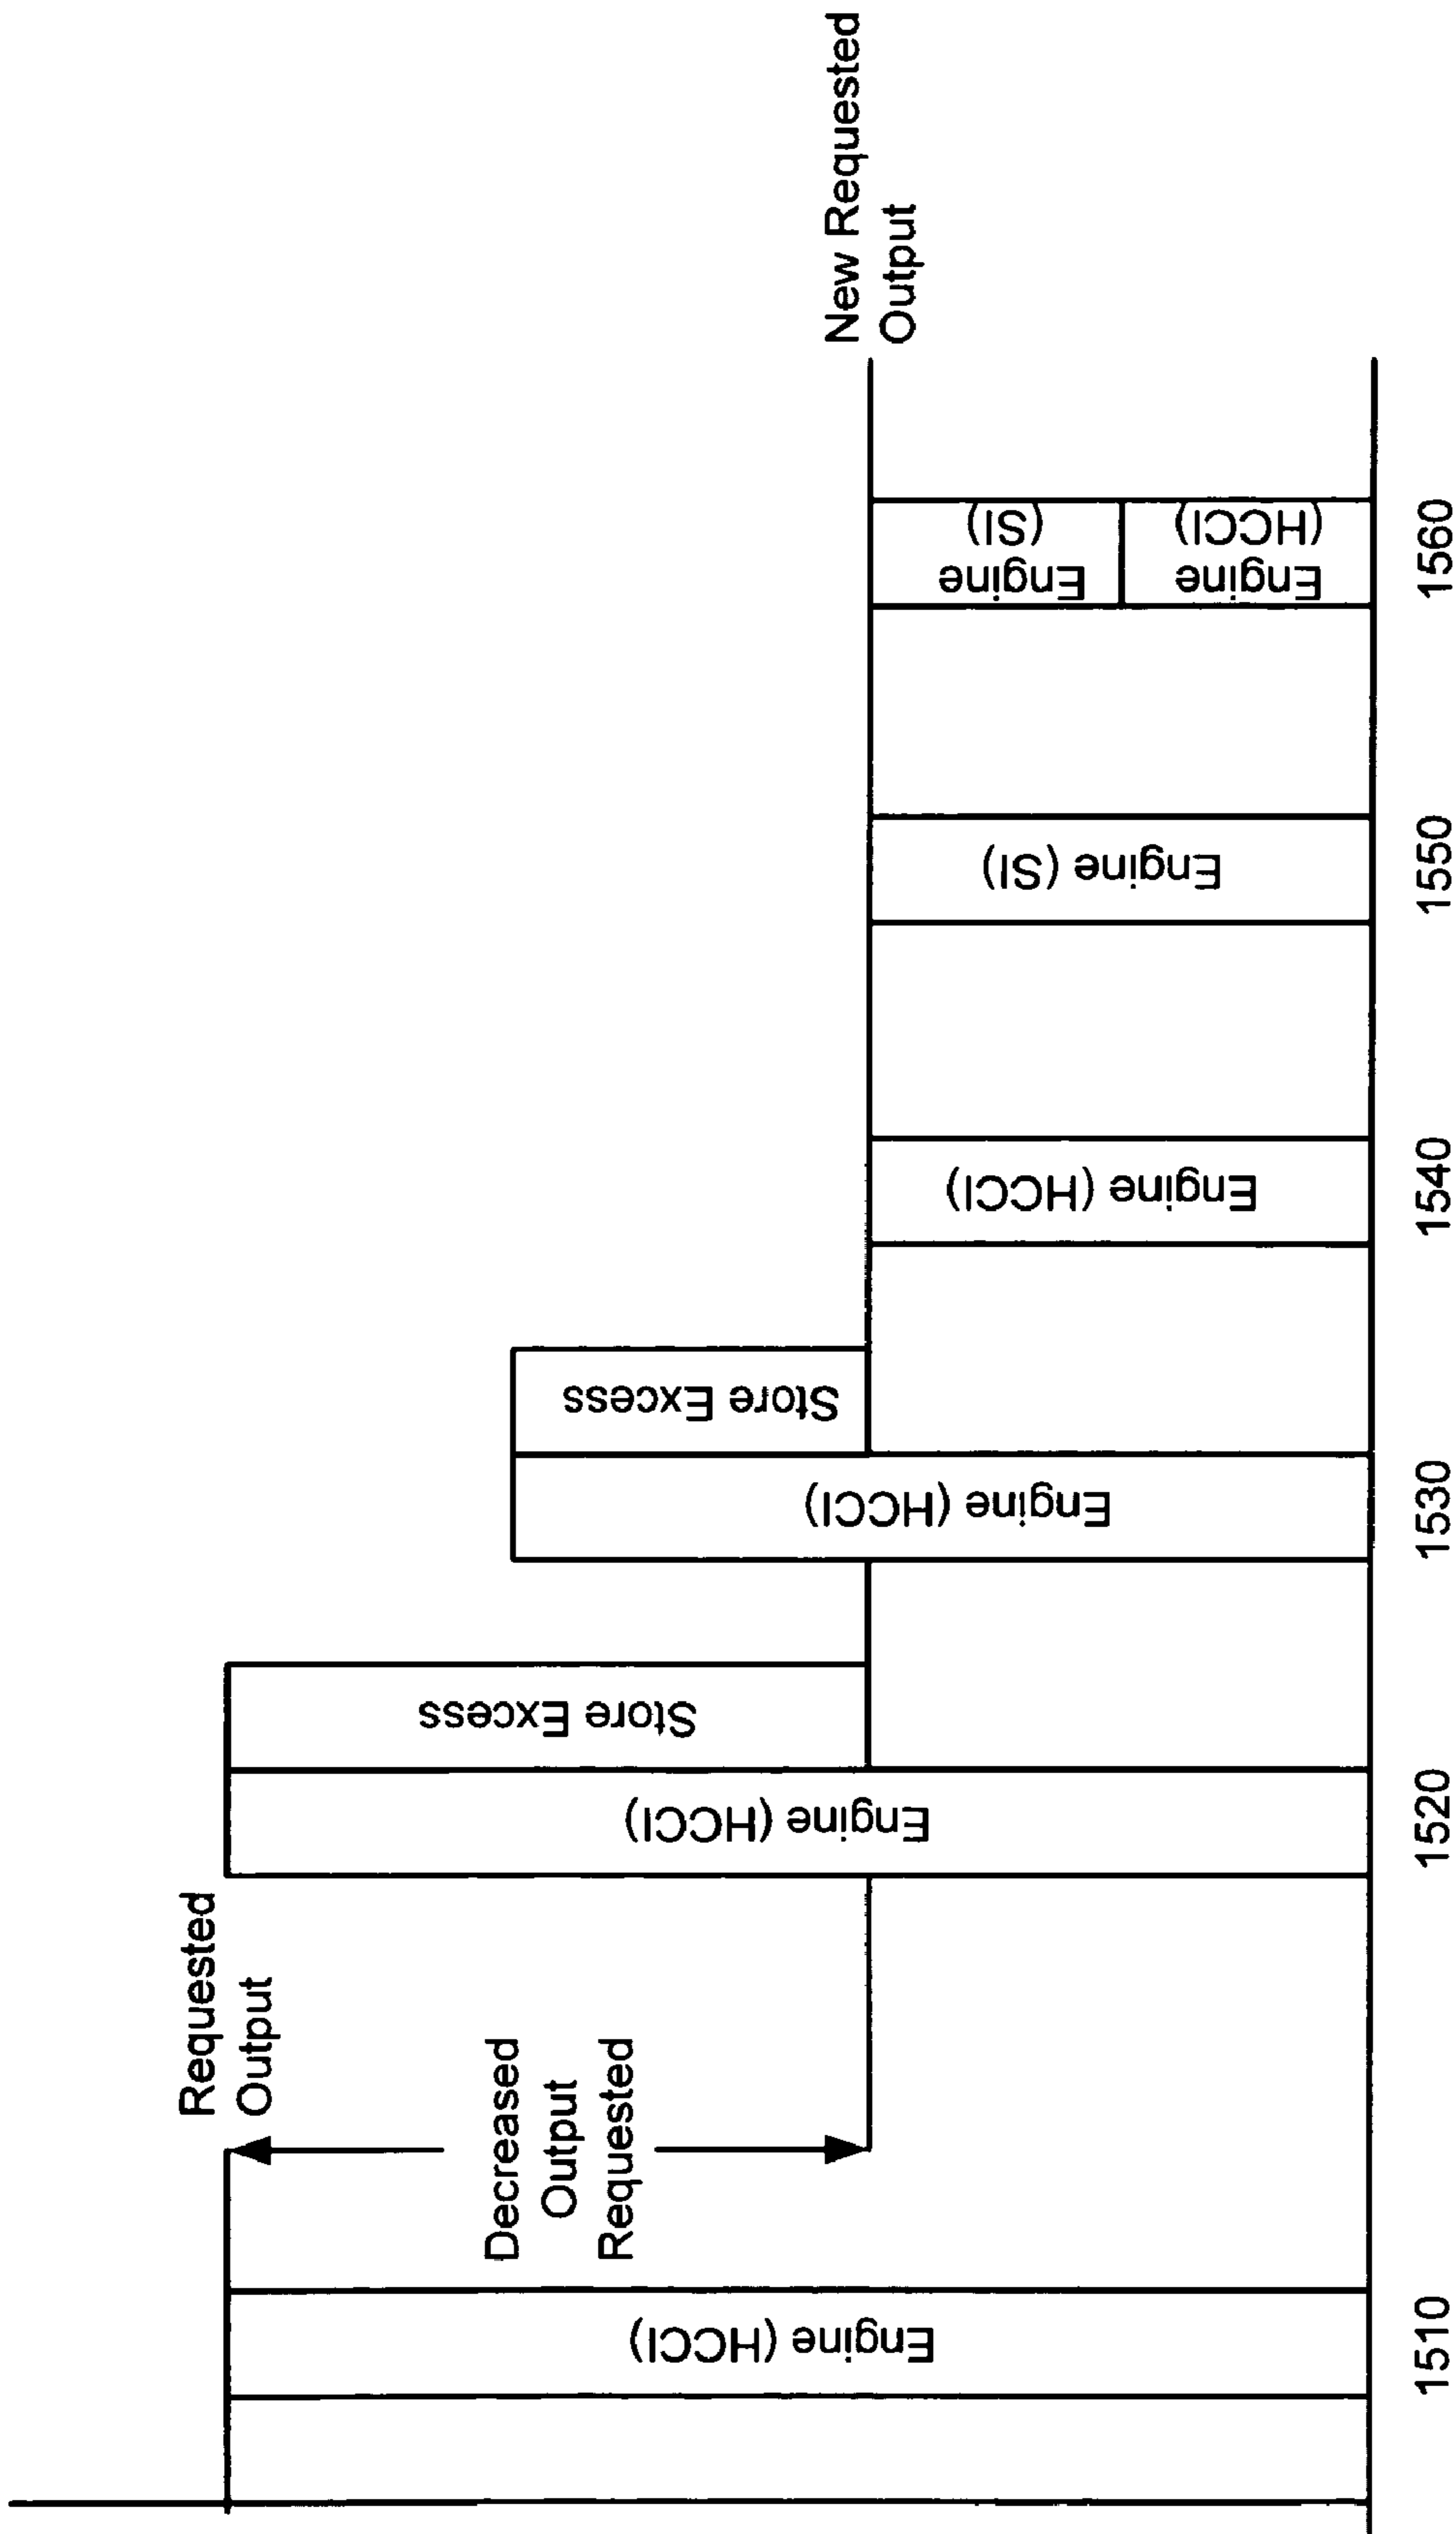 Requested
Output
Decreased
Output
Requested
New Requested
Output
Engine (HCCI)
Engine (HCCI)
Store Excess
Engine (HCCI)
Store Excess
Engine (HCCI)
Engine (SI)
Engine
(SI)
Engine
(HCCI)
1510
1520
1530
1540
1550
1560